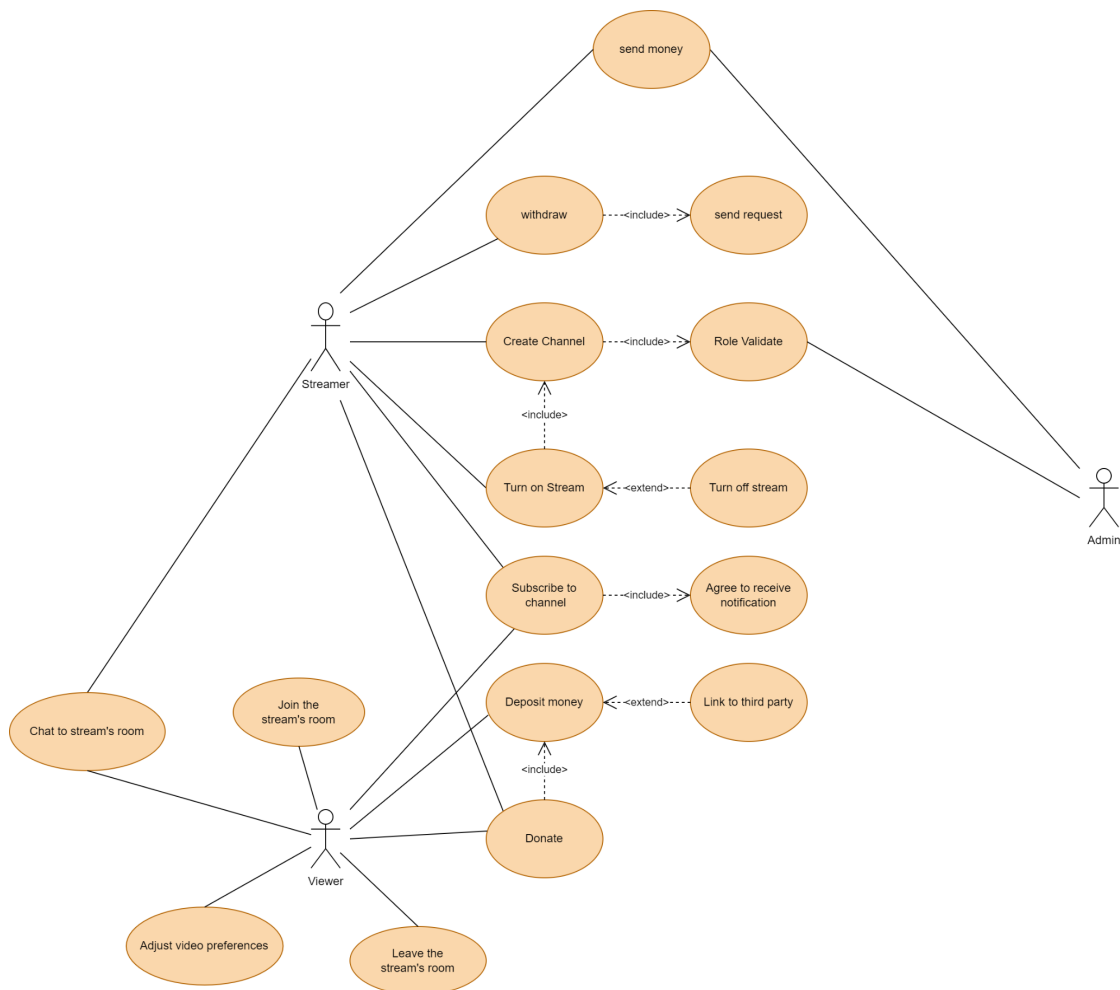 send money
withdraw
<include>
send request
Create Channel
<include>
Role Validate
Streamer
<include>
Turn on Stream
<extend>
Turn off stream
Admin
Subscribe to
channel
<include>
Agree to receive
notification
Join the
stream's room
Chat to stream's room
Deposit money
<extend>
Link to third party
<include>
Donate
Viewer
Adjust video preferences
Leave the
stream's room